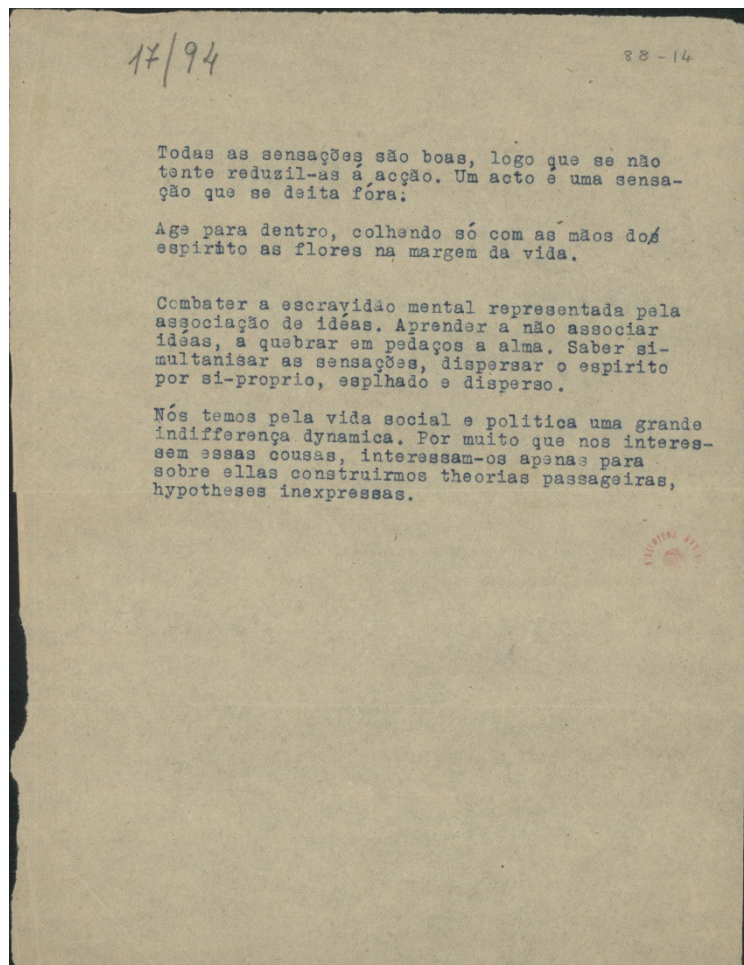 17/94
88-14
Todas as sensações são boas, logo que se não
tente reduzil-as á acção. Um acto é uma sensa-
ção que se deita fóra;
Age para dentro, colhendo só com as mãos do
espirito as flores na margem da vida.
Combater a escravidão mental representada pela
associação de idéas. Aprender a não associar
idéas, a quebrar em pedaços a alma. Saber si-
multanisar as sensações, dispersar o espirito
por si-proprio, esplhado e disperso.
Nós temos pela vida social e politica uma grande
indifferença dynamica. Por muito que nos interes-
sem essas cousas, interessam-os apenas para
sobre ellas construirmos theorias passageiras,
hypotheses inexpressas.